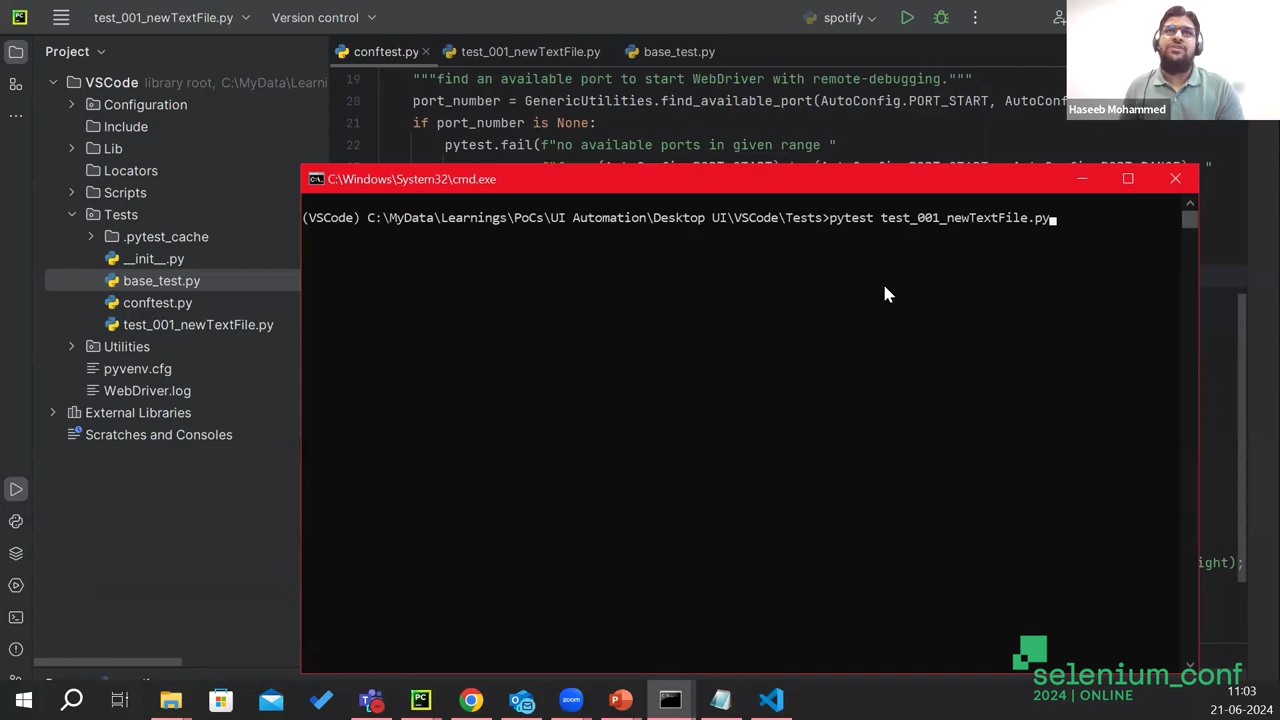 test_001_newTextFile.py
Version control
spotify
Project
conftest.py
test_001_newTextFile.py
base_test.py
Haseeb Mohammed
VSCode library root, C:\MyData\Learni
Configuration
Include
Lib
Locators
Scripts
Tests
.pytest_cache
__init__.py
base_test.py
conftest.py
test_001_newTextFile.py
Utilities
pyvenv.cfg
WebDriver.log
External Libraries
Scratches and Consoles
19 """find an available port to start WebDriver with remote-debugging."""
20 port_number = GenericUtilities.find_available_port(AutoConfig.PORT_START, AutoConf
21 if port_number is None:
22 pytest.fail(f"no available ports in given range "
C:\Windows\System32\cmd.exe
(VSCode) C:\MyData\Learnings\PoCs\UI Automation\Desktop UI\VSCode\Tests>pytest test_001_newTextFile.py
ight);
selenium_conf
2024 | ONLINE
11:03
21-06-2024